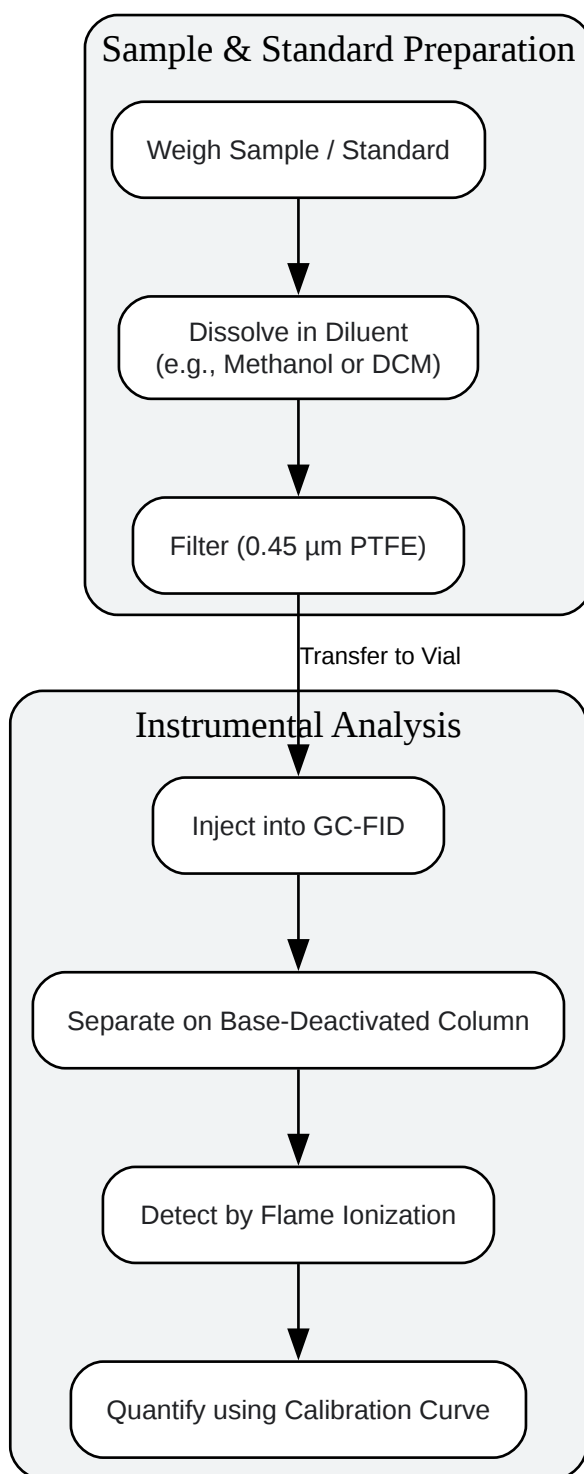 Sample & Standard Preparation
Weigh Sample / Standard
Dissolve in Diluent
(e.g., Methanol or DCM)
Filter (0.45 µm PTFE)
Transfer to Vial
Instrumental Analysis
Inject into GC-FID
Separate on Base-Deactivated Column
Detect by Flame Ionization
Quantify using Calibration Curve